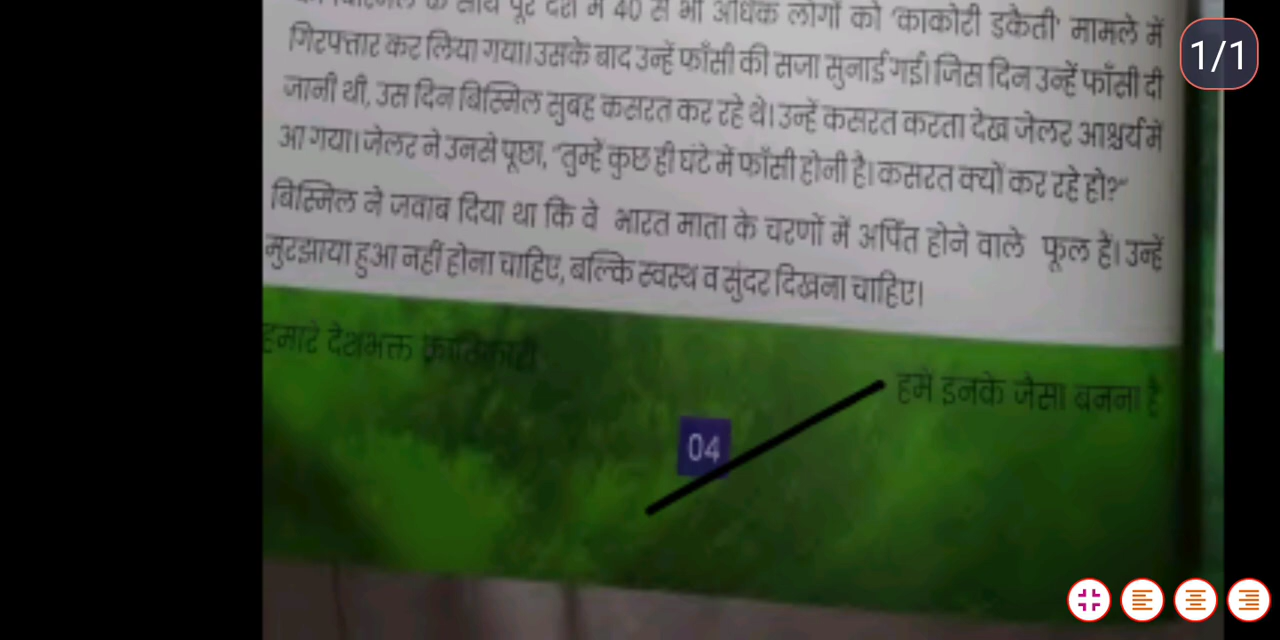 के साथ पूरे देश में 40 से भी अधिक लोगों को 'काकोरी डकैती' मामले में
गिरफ्तार कर लिया गया। उसके बाद उन्हें फाँसी की सजा सुनाई गई। जिस दिन उन्हें फाँसी दी
जानी थी, उस दिन बिस्मिल सुबह कसरत कर रहे थे। उन्हें कसरत करता देख जेलर आश्चर्य में
आ गया। जेलर ने उनसे पूछा, "तुम्हें कुछ ही घंटे में फाँसी होनी है। कसरत क्यों कर रहे हो?"
बिस्मिल ने जवाब दिया था कि वे भारत माता के चरणों में अर्पित होने वाले फूल हैं। उन्हें
मुरझाया हुआ नहीं होना चाहिए, बल्कि स्वस्थ व सुंदर दिखना चाहिए।
हमारे देशभक्त क्रांतिकारी
हमें इनके जैसा बनना है
04
1/1